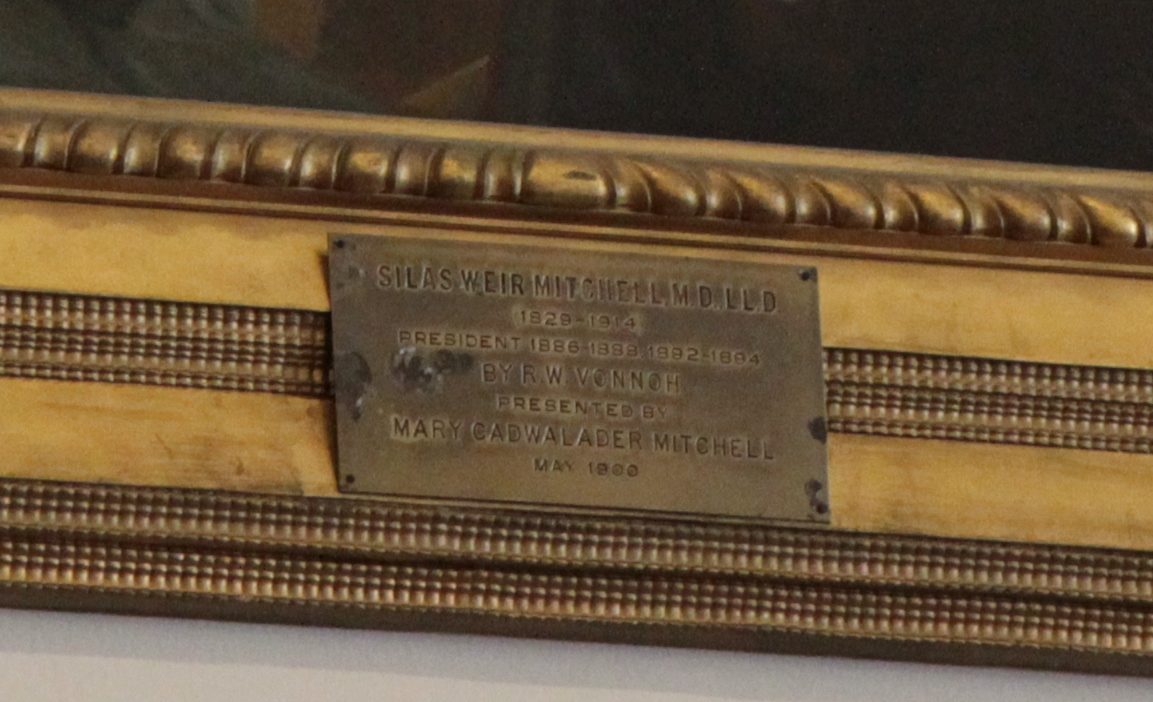 SILAS WEIR MITCHELL, M.D. LL.D.
1829-1914
PRESIDENT, 1886-1888, 1892-1894
BY R.W. VONNOH
PRESENTED BY
MARY CADWALADER MITCHELL
MAY 1900